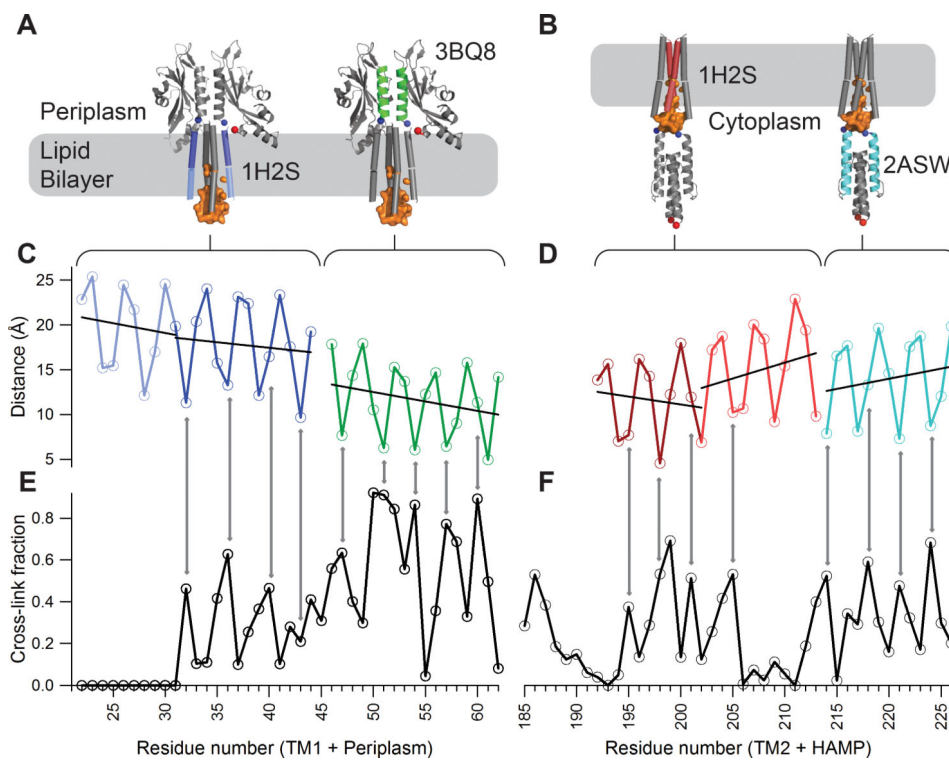 A
B
3BQ8
1H2S
Periplasm
Cytoplasm
Lipid
Bilayer
1H2S
2ASW
C
D
25
20
15
10
5
Distance (Å)
E
F
0.8
0.6
0.4
0.2
0.0
Cross-link fraction
25 30 35 40 45 50 55 60
185 190 195 200 205 210 215 220 225
Residue number (TM1 + Periplasm)
Residue number (TM2 + HAMP)